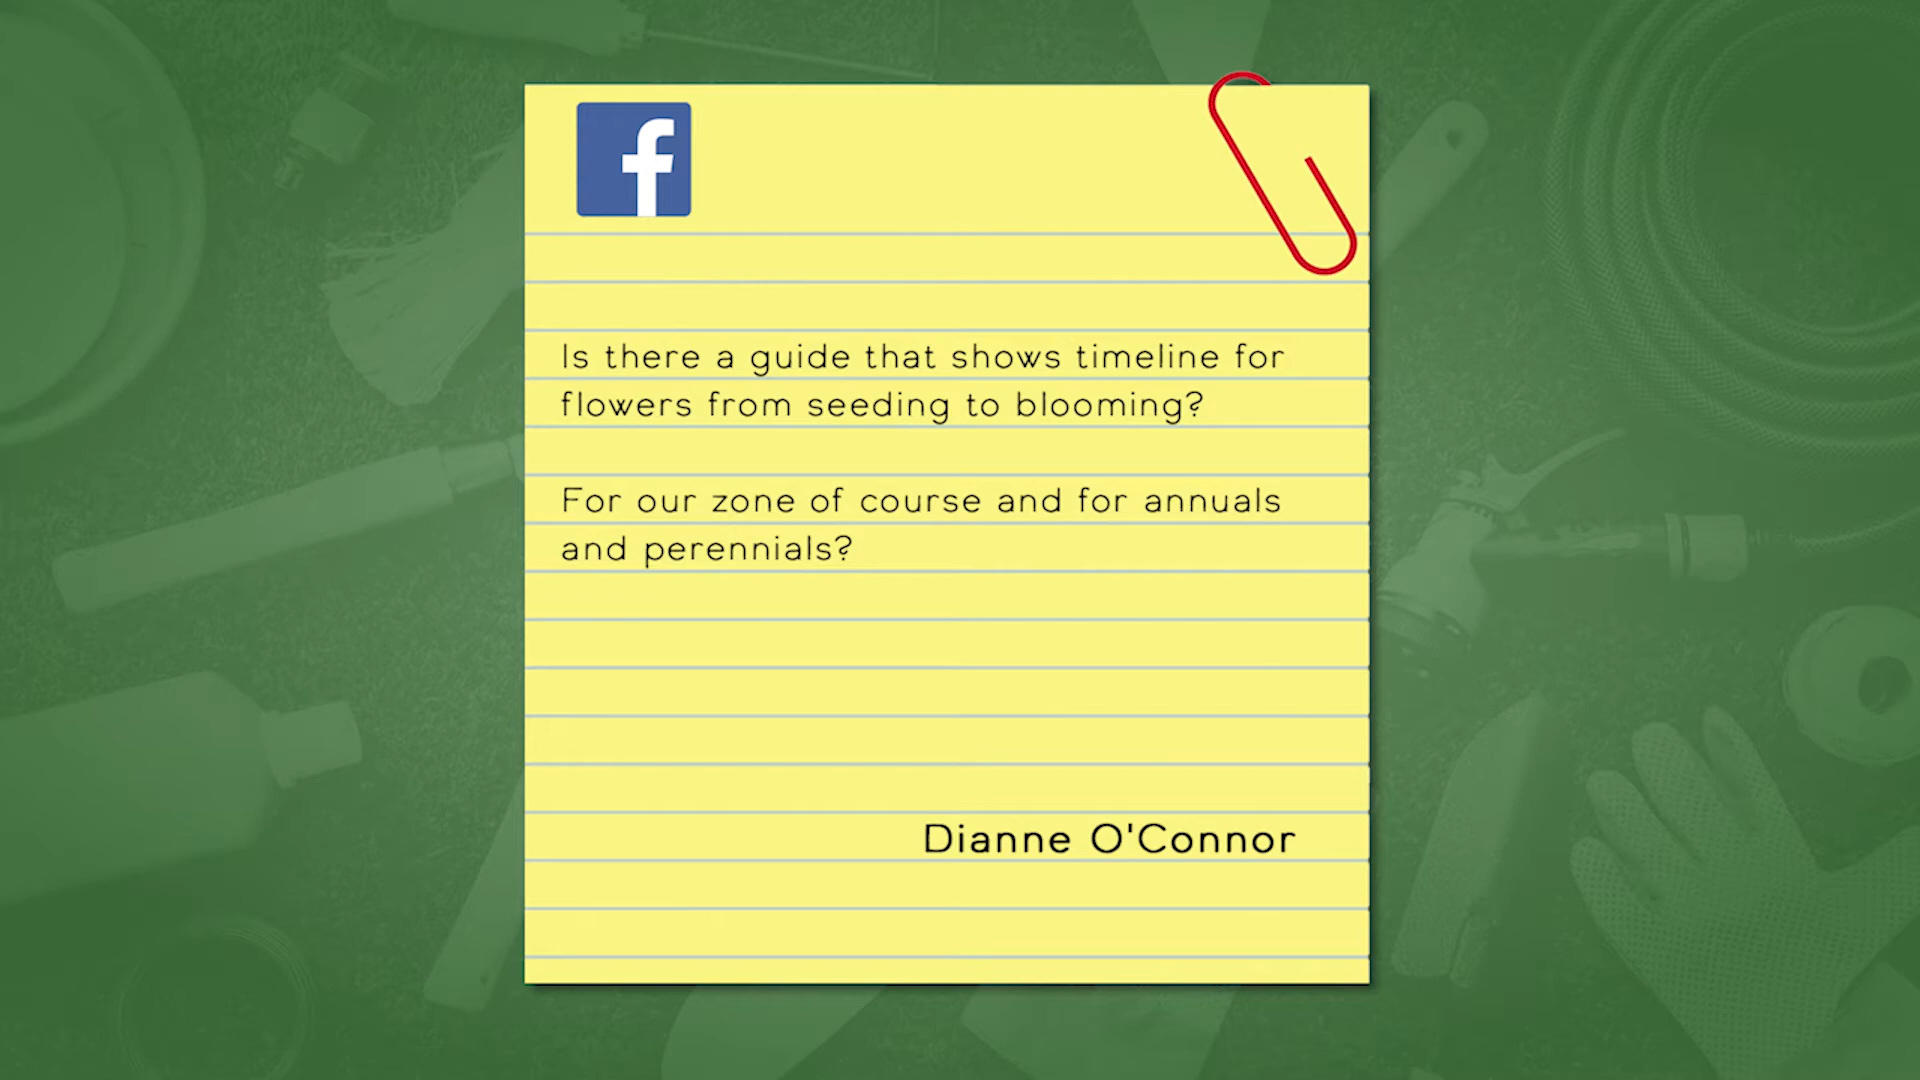 Is there a guide that shows timeline for
flowers from seeding to blooming?
For our zone of course and for annuals
and perennials?
Dianne O'Connor